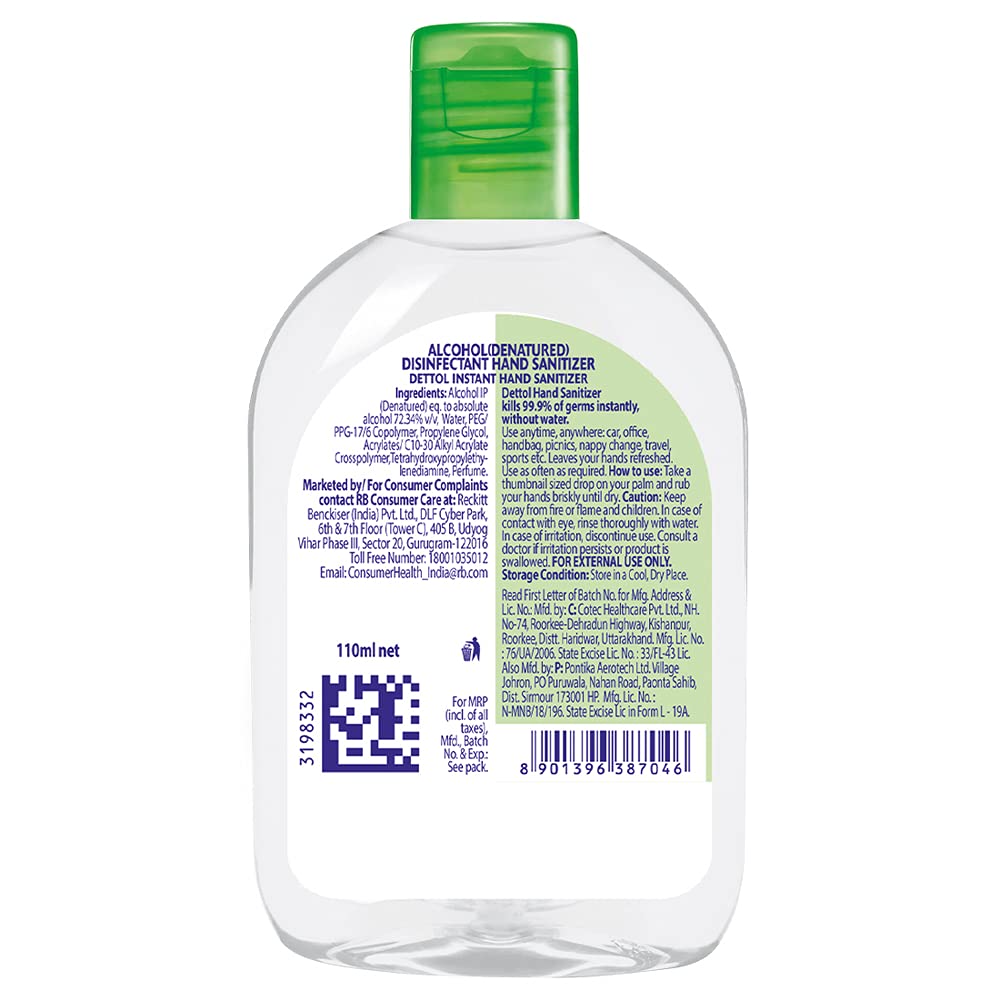 ALCOHOL(DENATURED)
DISINFECTANT HAND SANITIZER
DETTOL INSTANT HAND SANITIZER
Ingredients: Alcohol IP
(Denatured) eq. to absolute
alcohol 72.34% v/v, Water, PEG/
PPG-17/6 Copolymer, Propylene Glycol,
Acrylates/ C10-30 Alkyl Acrylate
Crosspolymer,Tetrahydroxypropylethy-
lenediamine, Perfume.
Marketed by/ For Consumer Complaints
contact RB Consumer Care at: Reckitt
Benckiser (India) Pvt. Ltd., DLF Cyber Park,
6th & 7th Floor (Tower C), 405 B, Udyog
Vihar Phase III, Sector 20, Gurugram-122016
Toll Free Number: 18001035012
Email: ConsumerHealth_India@rb.com
110ml net
3198332
For MRP
(incl. of all
taxes),
Mfd., Batch
No. & Exp.:
See pack.
Dettol Hand Sanitizer
kills 99.9% of germs instantly,
without water.
Use anytime, anywhere: car, office,
handbag, picnics, nappy change, travel,
sports etc. Leaves your hands refreshed.
Use as often as required. How to use: Take a
thumbnail sized drop on your palm and rub
your hands briskly until dry. Caution: Keep
away from fire or flame and children. In case of
contact with eye, rinse thoroughly with water.
In case of irritation, discontinue use. Consult a
doctor if irritation persists or product is
swallowed. FOR EXTERNAL USE ONLY.
Storage Condition: Store in a Cool, Dry Place.
Read First Letter of Batch No. for Mfg. Address &
Lic. No.: Mfd. by: C: Cotec Healthcare Pvt. Ltd., NH.
No-74, Roorkee-Dehradun Highway, Kishanpur,
Roorkee, Distt. Haridwar, Uttarakhand. Mfg. Lic. No.
: 76/UA/2006. State Excise Lic. No. : 33/FL-43 Lic.
Also Mfd. by: P: Pontika Aerotech Ltd. Village
Johron, PO Puruwala, Nahan Road, Paonta Sahib,
Dist. Sirmour 173001 HP. Mfg. Lic. No. :
N-MNB/18/196. State Excise Lic in Form L - 19A.
8 901396 387046